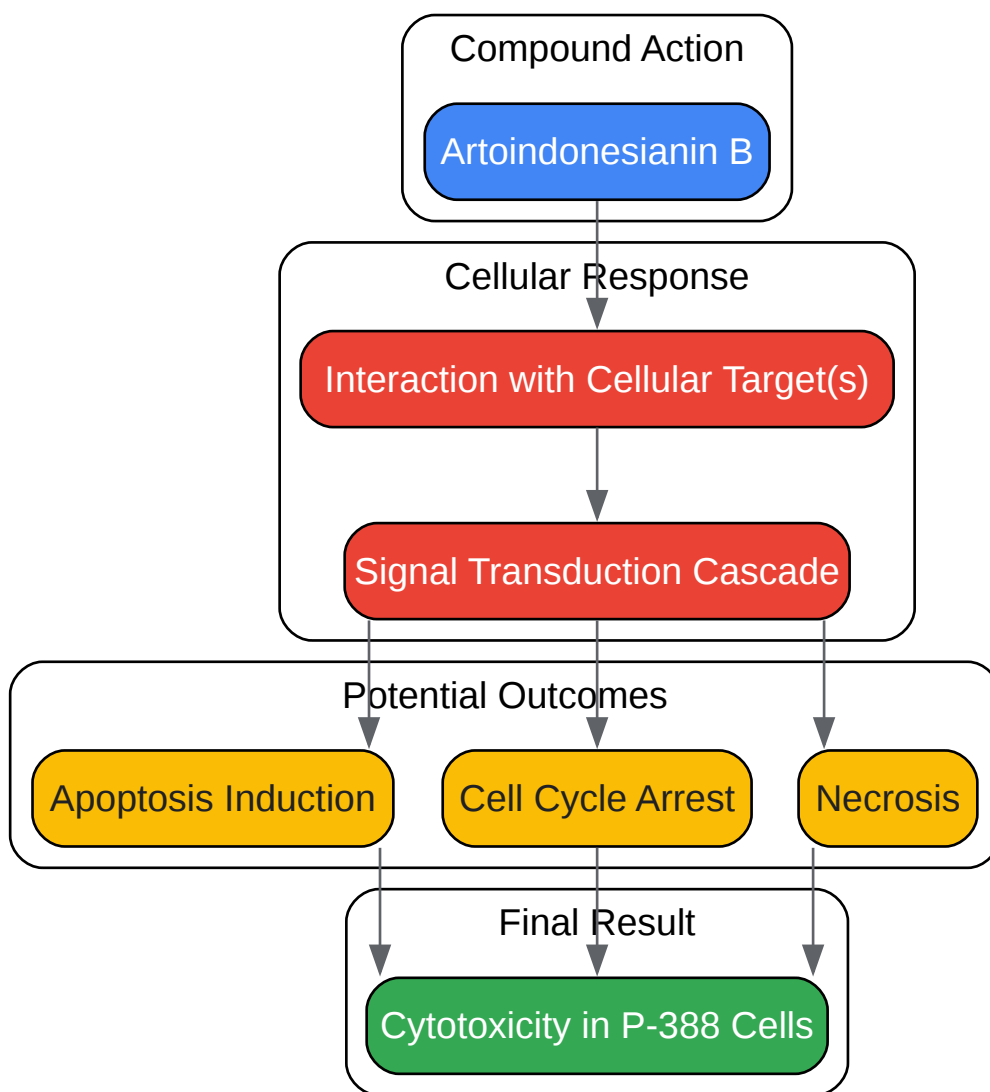 Compound Action
Artoindonesianin B
Cellular Response
Interaction with Cellular Target(s)
Signal Transduction Cascade
Potential Outcomes
Apoptosis Induction
Cell Cycle Arrest
Necrosis
Final Result
Cytotoxicity in P-388 Cells